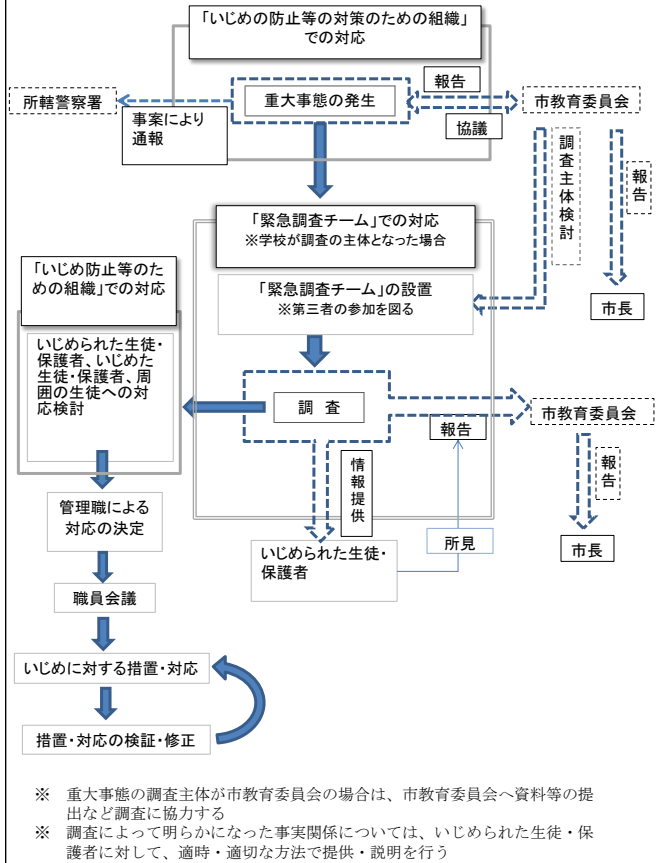 「いじめの防止等の対策のための組織」
での対応
報告
所轄警察署
重大事態の発生
市教育委員会
事案により
通報
協議
調査主体検討
報告
「緊急調査チーム」での対応
※学校が調査の主体となった場合
「いじめ防止等のた
めの組織」での対応
「緊急調査チーム」の設置
※第三者の参加を図る
市長
いじめられた生徒・
保護者、いじめた
生徒・保護者、周
囲の生徒への対
応検討
調 査
市教育委員会
報告
情報提供
報告
管理職による
対応の決定
所見
いじめられた生徒・
保護者
市長
職員会議
いじめに対する措置・対応
措置・対応の検証・修正
※ 重大事態の調査主体が市教育委員会の場合は、市教育委員会へ資料等の提
出など調査に協力する
※ 調査によって明らかになった事実関係については、いじめられた生徒・保
護者に対して、適時・適切な方法で提供・説明を行う